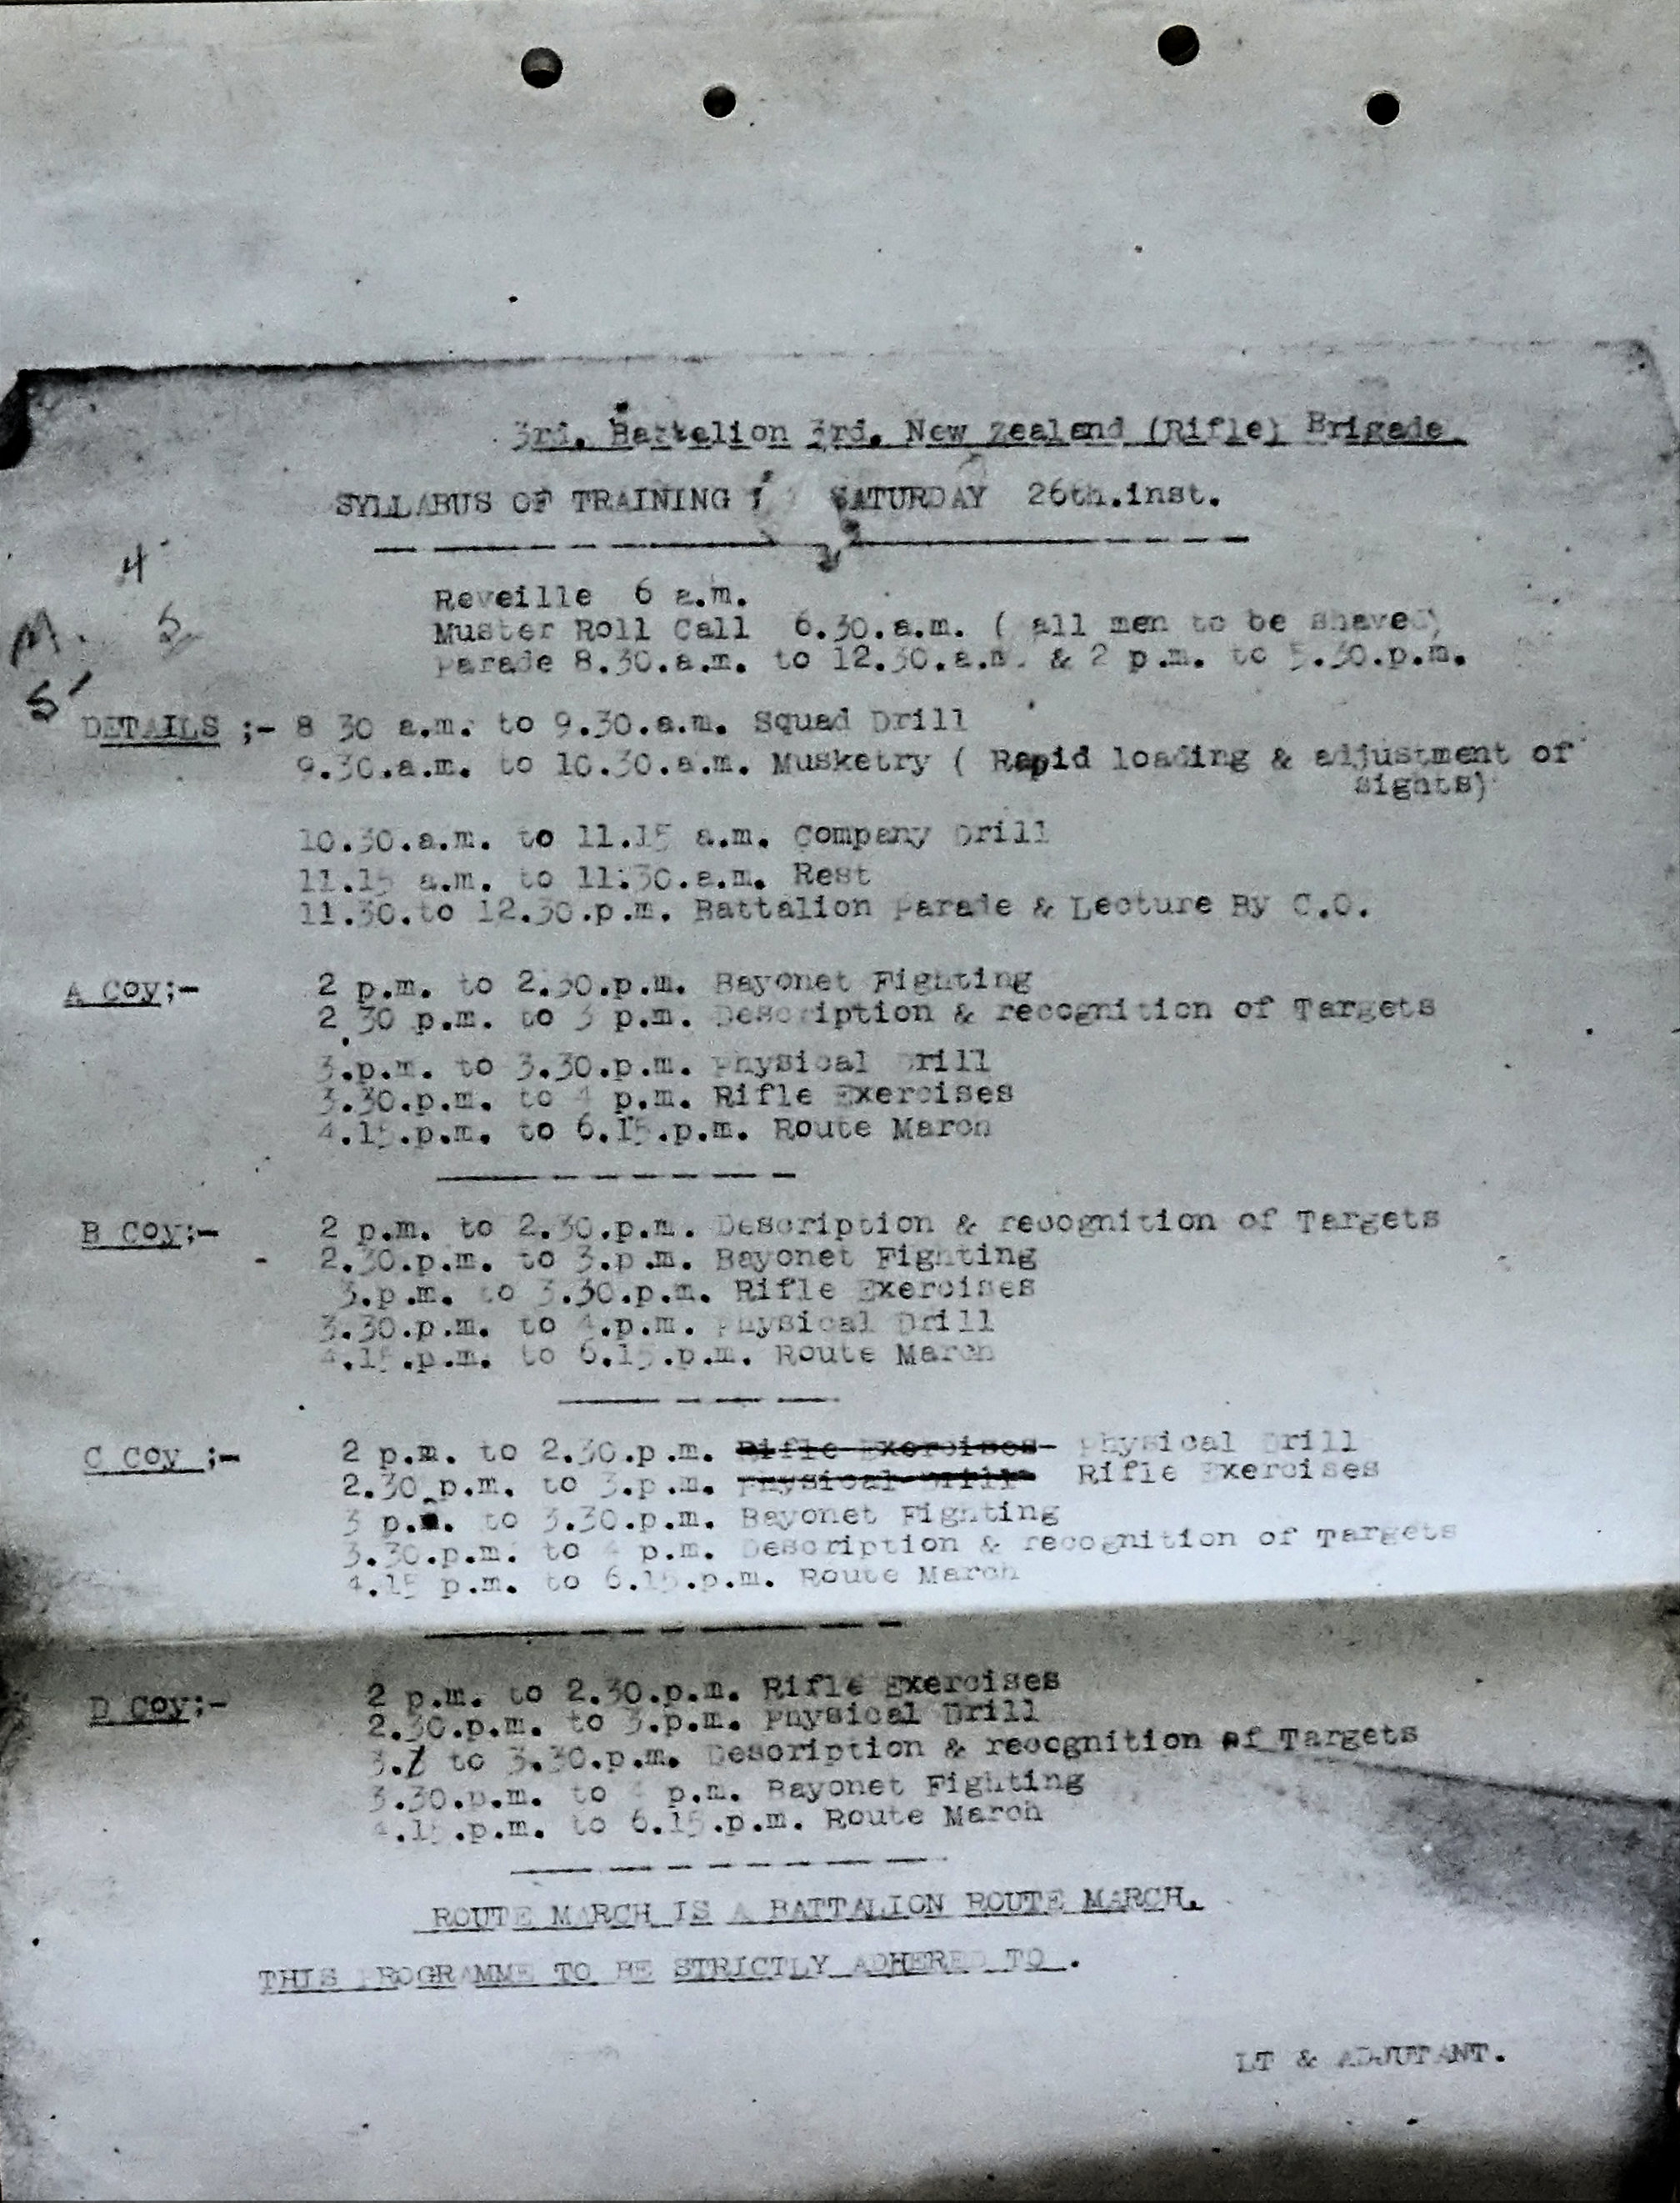 3rd. Battelion 3rd. New Zealand (Rifle) Brigade.
SYLLABUS OF TRAINING ; SATURDAY 26th.inst.
4
Reveille 6 a.m.
M. 5
Muster Roll Call 6.30.a.m. ( all men to be shaved)
Parade 8.30.a.m. to 12.30.a.m. & 2 p.m. to 5.30.p.m.
5
DETAILS ;- 8 30 a.m. to 9.30.a.m. Squad Drill
9.30.a.m. to 10.30.a.m. Musketry ( Rapid loading & adjustment of
sights)
10.30.a.m. to 11.15 a.m. Company Drill
11.15 a.m. to 11.30.a.m. Rest
11.30.to 12.30.p.m. Battalion Parade & Lecture By C.O.
A Coy;- 2 p.m. to 2.30.p.m. Bayonet Fighting
2 30 p.m. to 3 p.m. Description & recognition of Targets
3.p.m. to 3.30.p.m. Physical Drill
3.30.p.m. to 4 p.m. Rifle Exercises
4.15.p.m. to 6.15.p.m. Route March
B Coy;- 2 p.m. to 2.30.p.m. Description & recognition of Targets
2.30.p.m. to 3.p.m. Bayonet Fighting
3.p.m. to 3.30.p.m. Rifle Exercises
3.30.p.m. to 4.p.m. Physical Drill
4.15.p.m. to 6.15.p.m. Route March
C Coy ;- 2 p.m. to 2.30.p.m. Rifle Exercises Physical Drill
2.30.p.m. to 3.p.m. Physical Drill Rifle Exercises
3 p.m. to 3.30.p.m. Bayonet Fighting
3.30.p.m. to 4 p.m. Description & recognition of Targets
4.15 p.m. to 6.15.p.m. Route March
D Coy;- 2 p.m. to 2.30.p.m. Rifle Exercises
2.30.p.m. to 3.p.m. Physical Drill
3. to 3.30.p.m. Description & recognition of Targets
3.30.p.m. to 4 p.m. Bayonet Fighting
4.15.p.m. to 6.15.p.m. Route March
ROUTE MARCH IS A BATTALION ROUTE MARCH.
THIS PROGRAMME TO BE STRICTLY ADHERED TO .
LT & ADJUTANT.